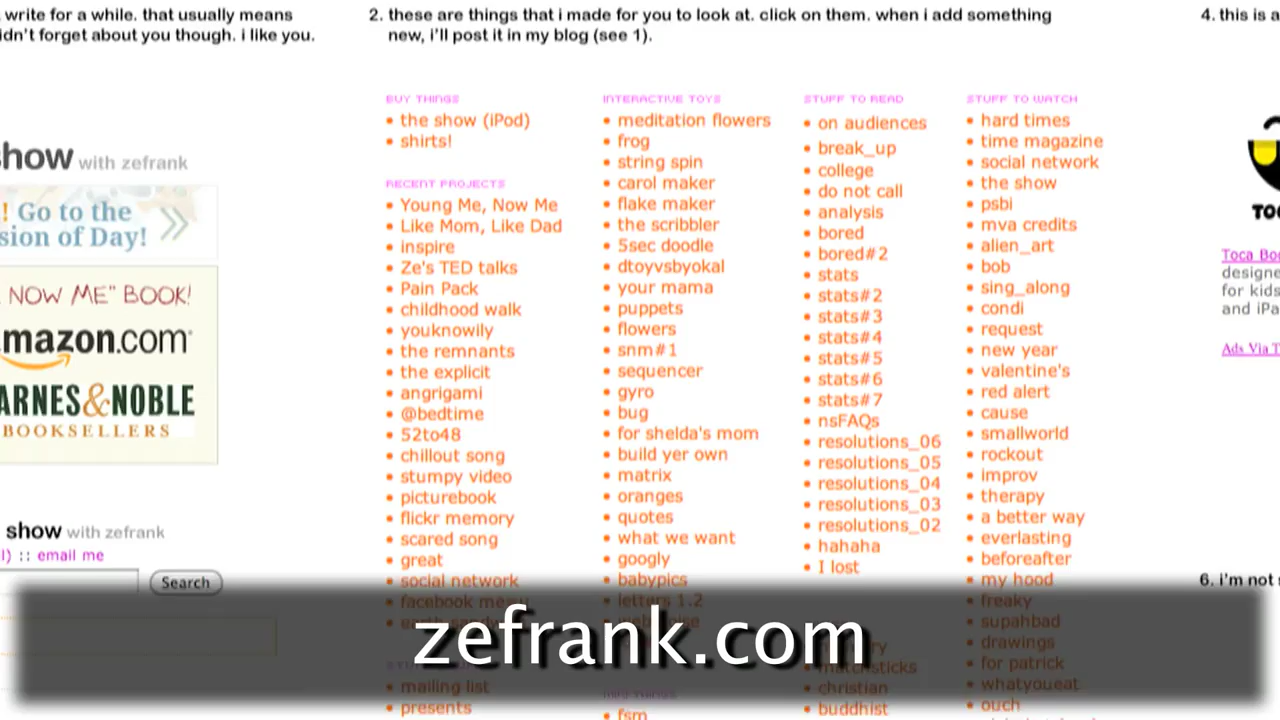 write for a while. that usually means
idn't forget about you though. i like you.
show with zefrank
! Go to the
sion of Day!
NOW ME" BOOK!
mazon.com
ARNES & NOBLE
BOOKSELLERS
show with zefrank
l) :: email me
Search
2. these are things that i made for you to look at. click on them. when i add something
new, i'll post it in my blog (see 1).
BUY THINGS
• the show (iPod)
• shirts!
RECENT PROJECTS
• Young Me, Now Me
• Like Mom, Like Dad
• inspire
• Ze's TED talks
• Pain Pack
• childhood walk
• youknowily
• the remnants
• the explicit
• angrigami
• @bedtime
• 52to48
• chillout song
• stumpy video
• picturebook
• flickr memory
• scared song
• great
• social network
• facebook me
• mailing list
• presents
INTERACTIVE TOYS
• meditation flowers
• frog
• string spin
• carol maker
• flake maker
• the scribbler
• 5sec doodle
• dtoyvsbyokal
• your mama
• puppets
• flowers
• snm#1
• sequencer
• gyro
• bug
• for shelda's mom
• build yer own
• matrix
• oranges
• quotes
• what we want
• googly
• babypics
• letters 1.2
• fsm
STUFF TO READ
• on audiences
• break_up
• college
• do not call
• analysis
• bored
• bored#2
• stats
• stats#2
• stats#3
• stats#4
• stats#5
• stats#6
• stats#7
• nsFAQs
• resolutions_06
• resolutions_05
• resolutions_04
• resolutions_03
• resolutions_02
• hahaha
• I lost
• matchsticks
• christian
• buddhist
STUFF TO WATCH
• hard times
• time magazine
• social network
• the show
• psbi
• mva credits
• alien_art
• bob
• sing_along
• condi
• request
• new year
• valentine's
• red alert
• cause
• smallworld
• rockout
• improv
• therapy
• a better way
• everlasting
• beforeafter
• my hood
• freaky
• supahbad
• drawings
• for patrick
• whatyoueat
• ouch
4. this is a
TOC
Toca Bo
designe
for kids
and iPa
Ads Via T
6. i'm not s
zefrank.com